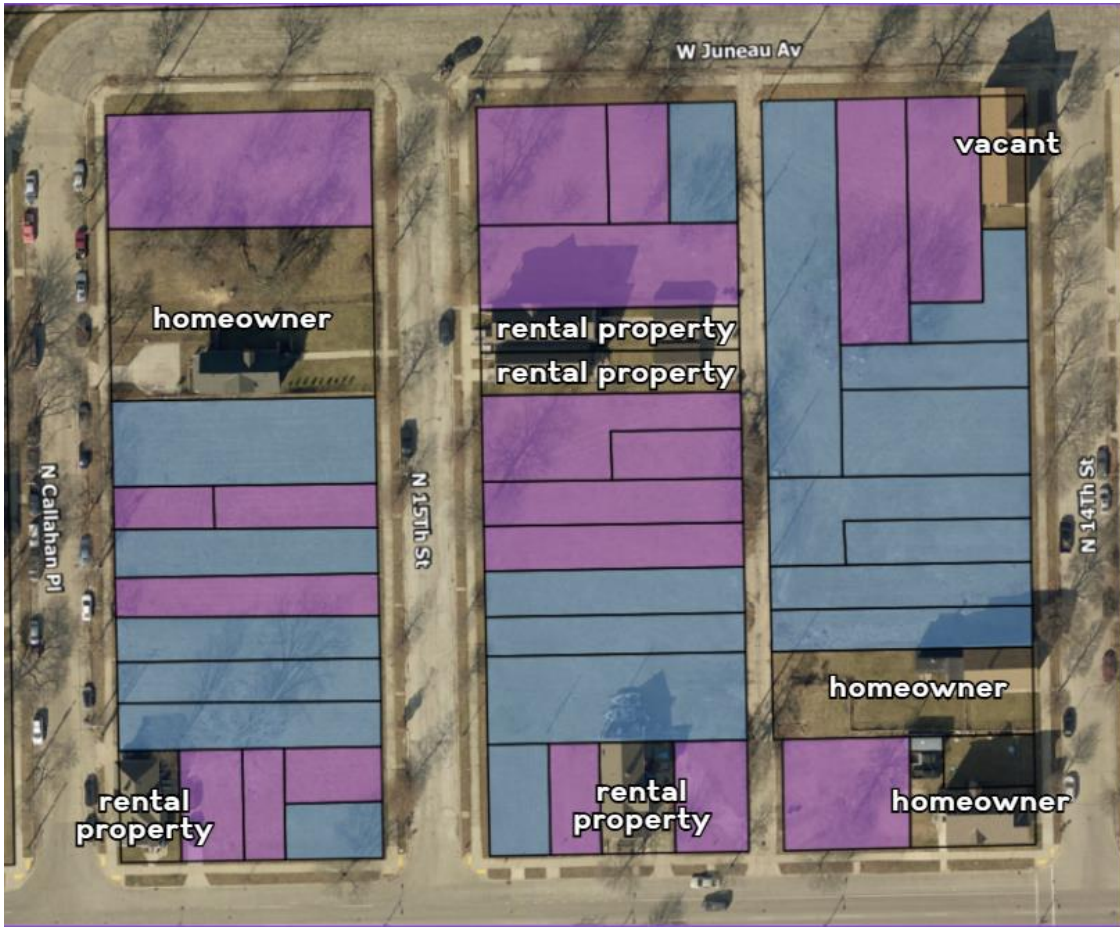 W Juneau Av
vacant
homeowner
rental property
rental property
N Callahan Pl
N 15Th St
N 14Th St
homeowner
rental
property
rental
property
homeowner